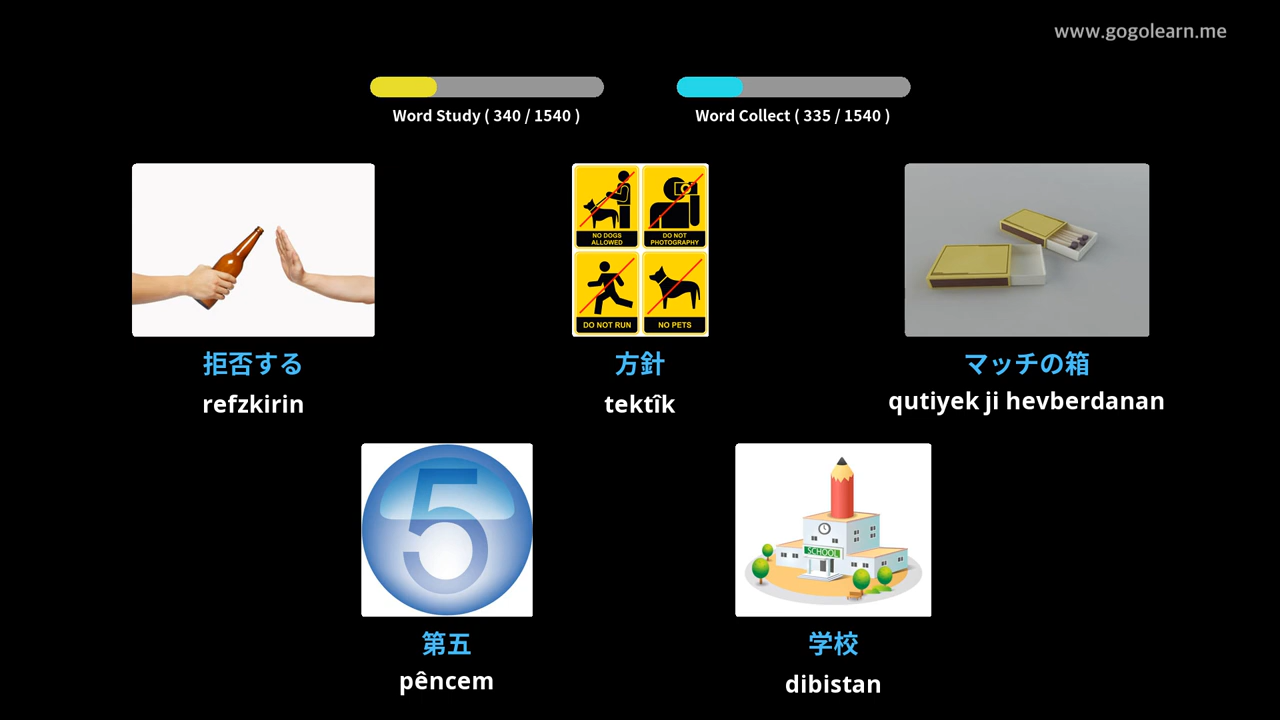 www.gogolearn.me
Word Study ( 340 / 1540 )
Word Collect ( 335 / 1540 )
NO DOGS
ALLOWED
DO NOT
PHOTOGRAPHY
DO NOT RUN
NO PETS
拒否する
refzkirin
方針
tektîk
マッチの箱
qutiyek ji hevberdanan
5
SCHOOL
第五
pêncem
学校
dibistan